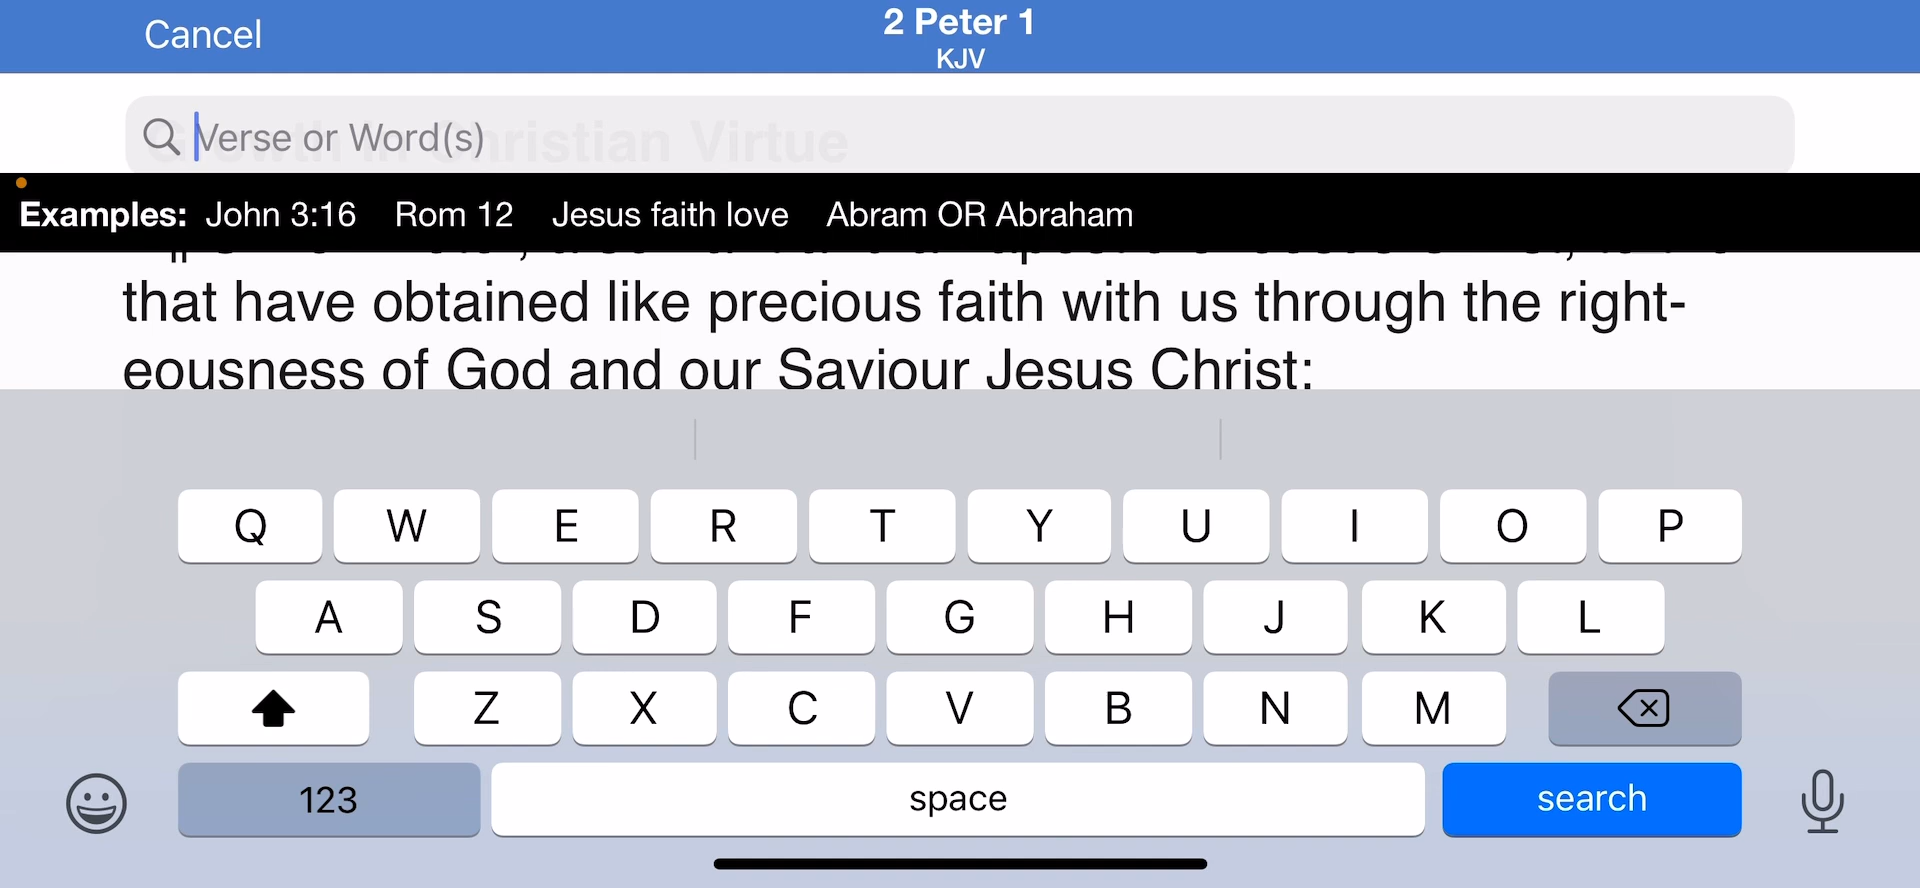 Cancel
2 Peter 1
KJV
Verse or Word(s)
Christian Virtue
Examples: John 3:16 Rom 12 Jesus faith love Abram OR Abraham
that have obtained like precious faith with us through the right-
eousness of God and our Saviour Jesus Christ:
Q W E R T Y U I O P
A S D F G H J K L
Z X C V B N M
123 space search